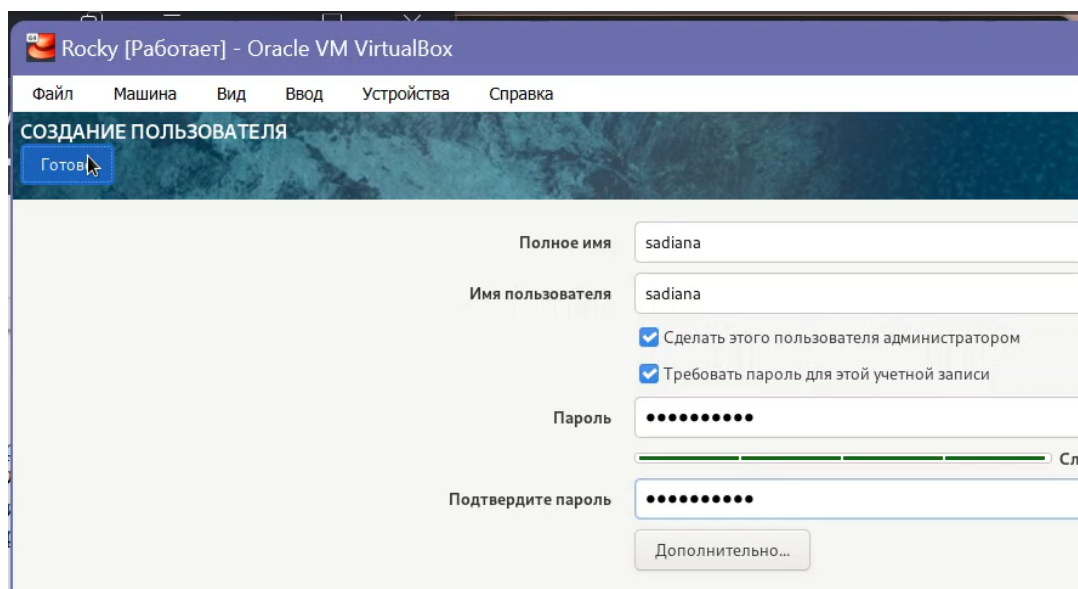 64
Rocky [Работает] - Oracle VM VirtualBox
Файл Машина Вид Ввод Устройства Справка
СОЗДАНИЕ ПОЛЬЗОВАТЕЛЯ
Полное имя sadiana
Имя пользователя sadiana
Сделать этого пользователя администратором
Требовать пароль для этой учетной записи
Пароль ●●●●●●●●●●
Подтвердите пароль ●●●●●●●●●●
Дополнительно...